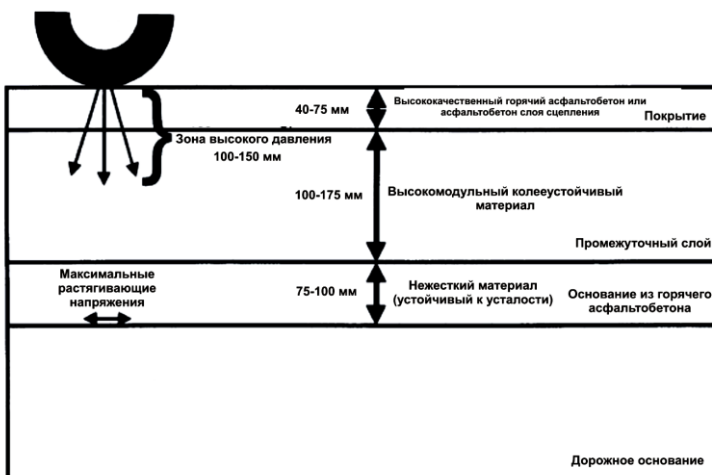 40-75 мм
Высококачественный горячий асфальтобетон или
асфальтобетон слоя сцепления
Покрытие
Зона высокого давления
100-150 мм
100-175 мм
Высокомодульный колееустойчивый
материал
Промежуточный слой
Максимальные
растягивающие
напряжения
75-100 мм
Нежесткий материал
(устойчивый к усталости)
Основание из горячего
асфальтобетона
Дорожное основание